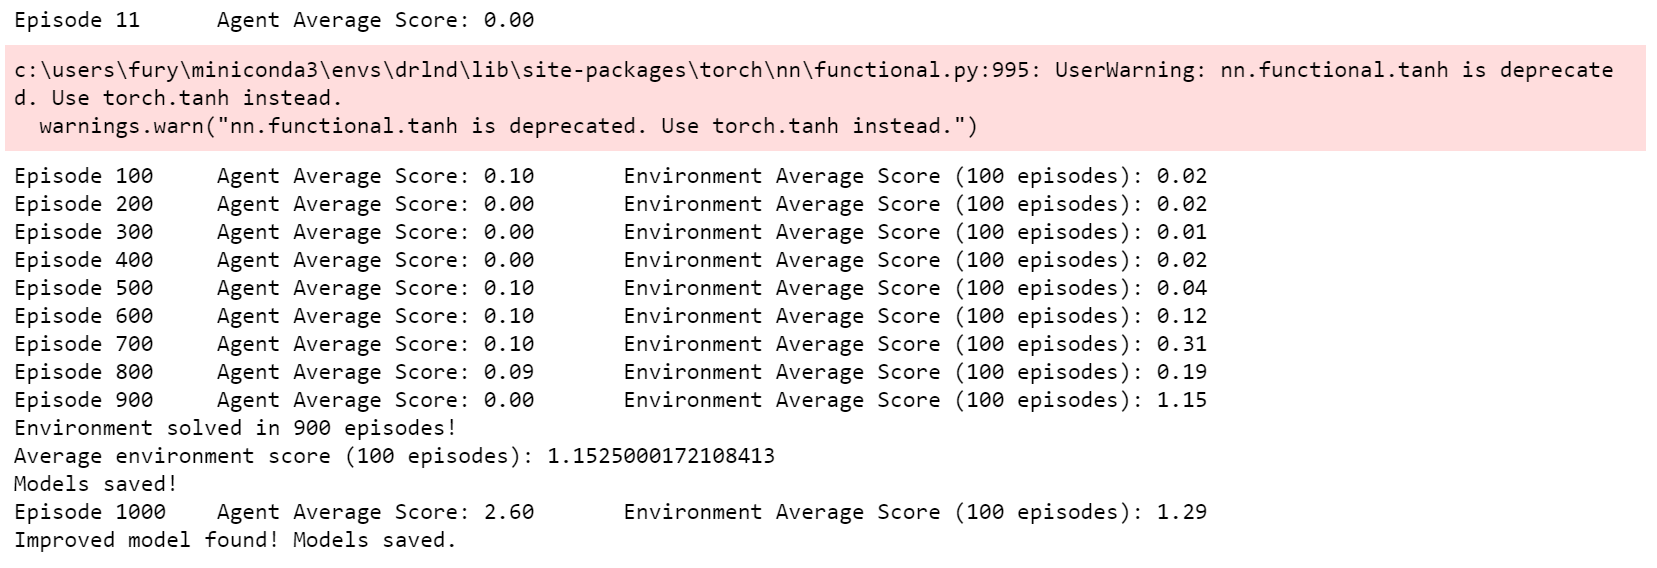 Episode 11     Agent Average Score: 0.00
c:\users\fury\miniconda3\envs\drlnd\lib\site-packages\torch\nn\functional.py:995: UserWarning: nn.functional.tanh is deprecate
d. Use torch.tanh instead.
  warnings.warn("nn.functional.tanh is deprecated. Use torch.tanh instead.")
Episode 100     Agent Average Score: 0.10       Environment Average Score (100 episodes): 0.02
Episode 200     Agent Average Score: 0.00       Environment Average Score (100 episodes): 0.02
Episode 300     Agent Average Score: 0.00       Environment Average Score (100 episodes): 0.01
Episode 400     Agent Average Score: 0.00       Environment Average Score (100 episodes): 0.02
Episode 500     Agent Average Score: 0.10       Environment Average Score (100 episodes): 0.04
Episode 600     Agent Average Score: 0.10       Environment Average Score (100 episodes): 0.12
Episode 700     Agent Average Score: 0.10       Environment Average Score (100 episodes): 0.31
Episode 800     Agent Average Score: 0.09       Environment Average Score (100 episodes): 0.19
Episode 900     Agent Average Score: 0.00       Environment Average Score (100 episodes): 1.15
Environment solved in 900 episodes!
Average environment score (100 episodes): 1.1525000172108413
Models saved!
Episode 1000    Agent Average Score: 2.60       Environment Average Score (100 episodes): 1.29
Improved model found! Models saved.